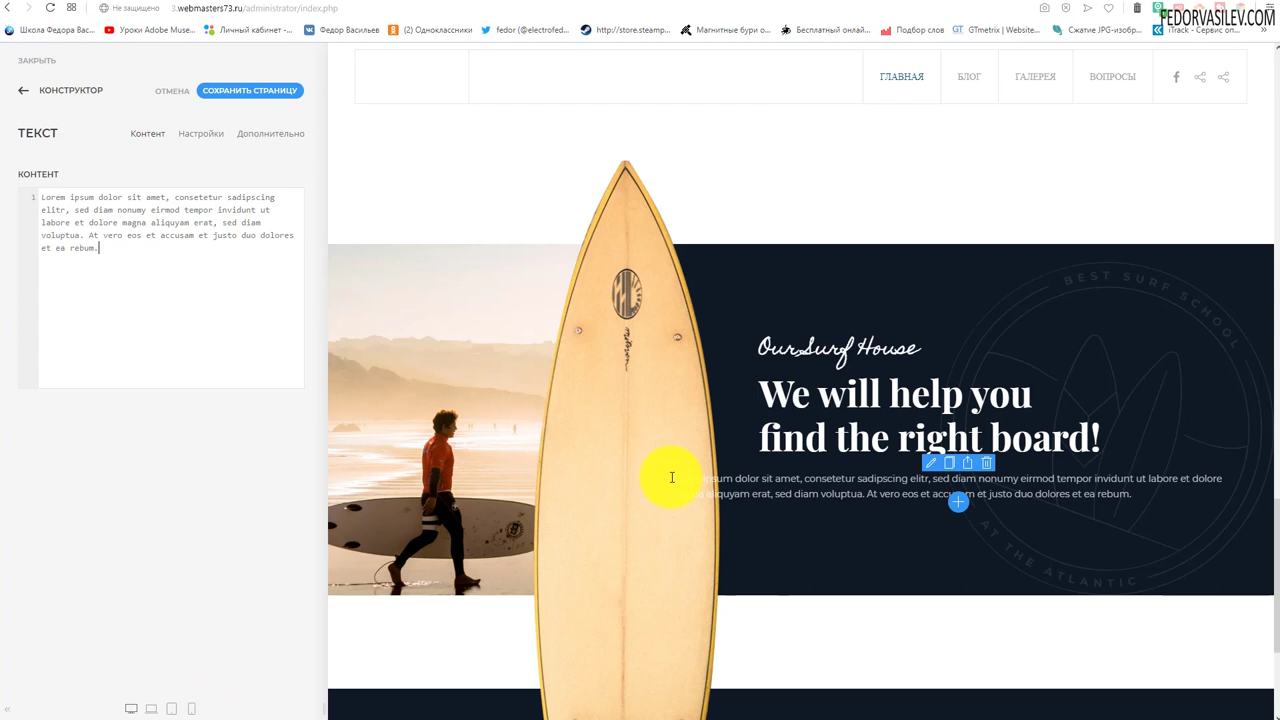 3.webmasters73.ru/administrator/index.php
Не защищено
FEDORVASILEV.COM
Школа Федора Вас...
Уроки Adobe Muse...
Личный кабинет -...
Федор Васильев
(2) Одноклассники
fedor (@electrofed...
http://store.steamp...
Магнитные бури о...
Бесплатный онлай...
Подбор слов
GTmetrix | Website...
Сжатие JPG-изобр...
iTrack - Сервис оп...
ЗАКРЫТЬ
КОНСТРУКТОР
ОТМЕНА
СОХРАНИТЬ СТРАНИЦУ
ТЕКСТ
Контент
Настройки
Дополнительно
КОНТЕНТ
1
Lorem ipsum dolor sit amet, consetetur sadipscing
elitr, sed diam nonumy eirmod tempor invidunt ut
labore et dolore magna aliquyam erat, sed diam
voluptua. At vero eos et accusam et justo duo dolores
et ea rebum.
ГЛАВНАЯ
БЛОГ
ГАЛЕРЕЯ
ВОПРОСЫ
BEST SURF SCHOOL
Our Surf House
We will help you
find the right board!
dolor sit amet, consetetur sadipscing elitr, sed diam nonumy eirmod tempor invidunt ut labore et dolore
aliquyam erat, sed diam voluptua. At vero eos et et justo duo dolores et ea rebum.
AT THE ATLANTIC